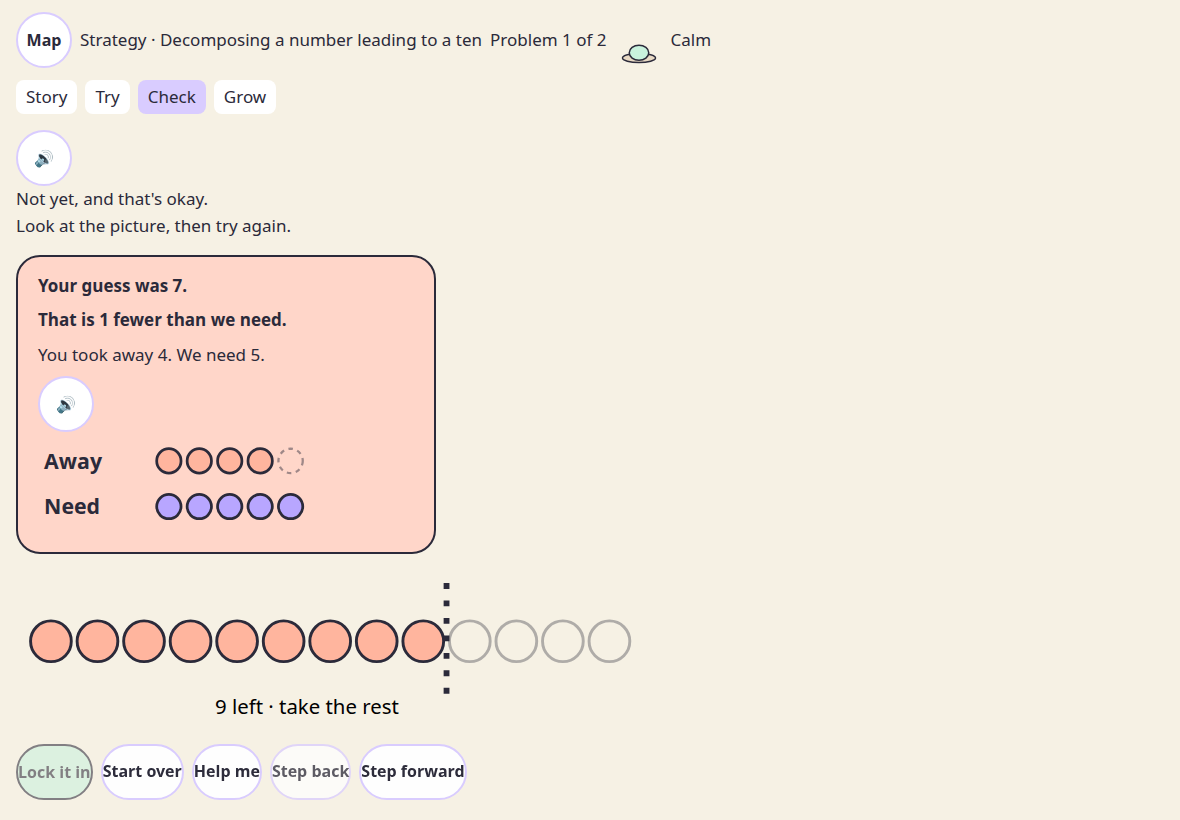 Map Strategy · Decomposing a number leading to a ten Problem 1 of 2 Calm
Story Try Check Grow
Not yet, and that's okay.
Look at the picture, then try again.
Your guess was 7.
That is 1 fewer than we need.
You took away 4. We need 5.
Away
Need
9 left · take the rest
Lock it in Start over Help me Step back Step forward